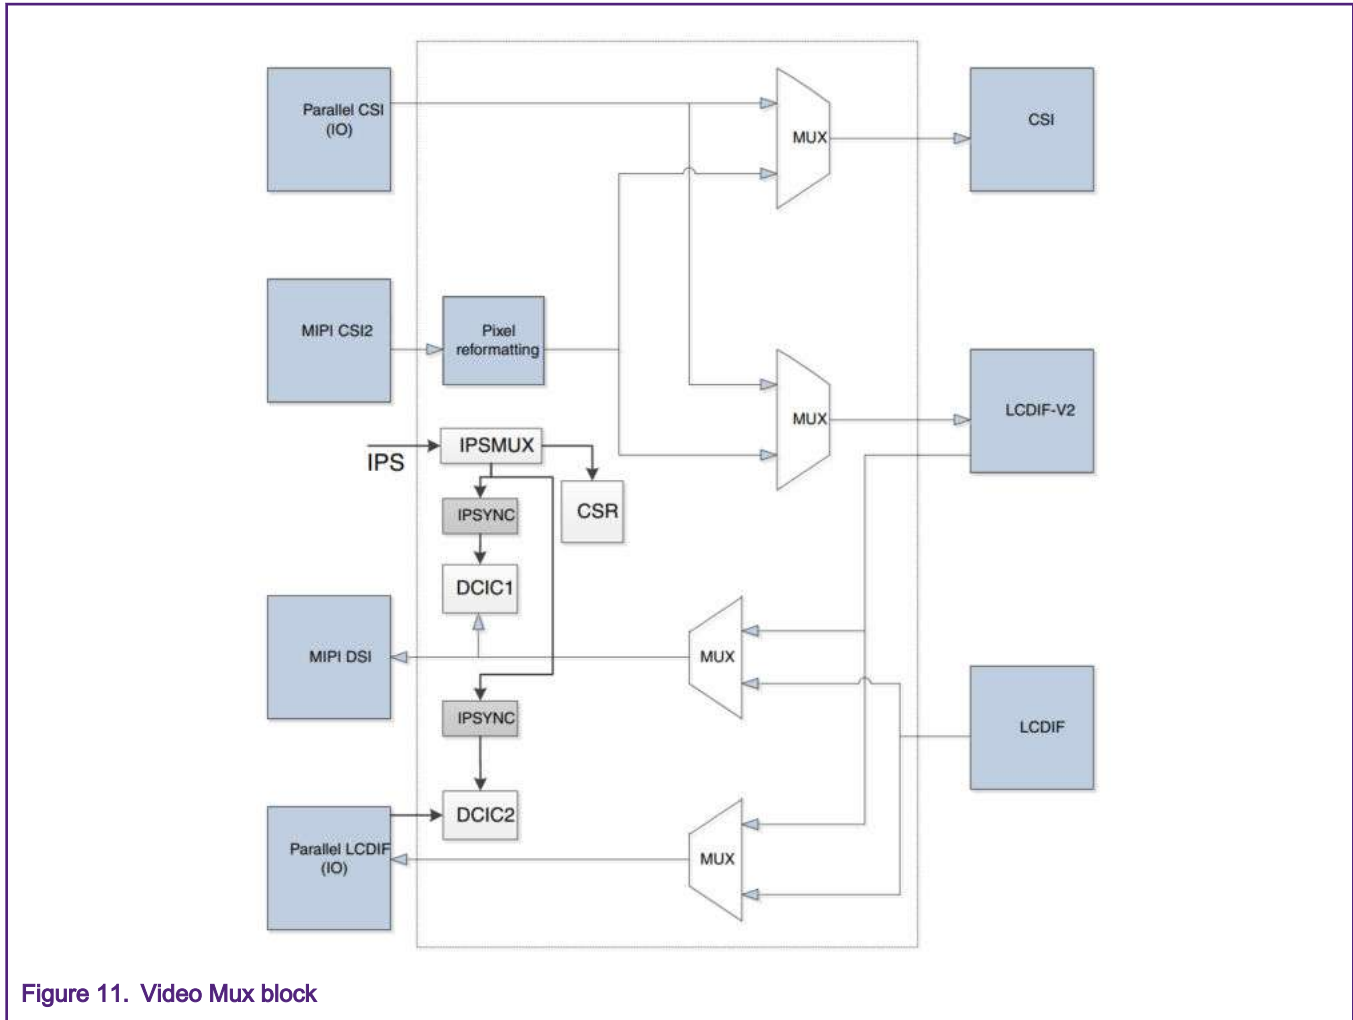 Parallel CSI
(IO)
MUX
CSI
MIPI CSI2
Pixel
reformatting
MUX
LCDIF-V2
IPS
IPSMUX
CSR
IPSYNC
DCIC1
MIPI DSI
MUX
IPSYNC
LCDIF
DCIC2
Parallel LCDIF
(IO)
MUX
Figure 11. Video Mux block